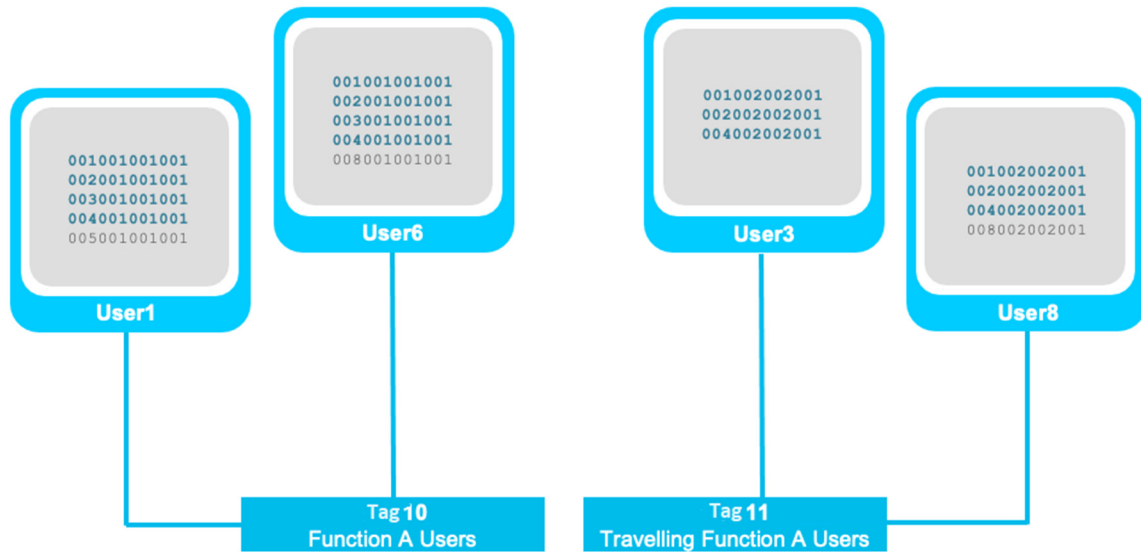 001001001001
002001001001
003001001001
004001001001
005001001001
User1
001001001001
002001001001
003001001001
004001001001
008001001001
User6
001002002001
002002002001
004002002001
User3
001002002001
002002002001
004002002001
008002002001
User8
Tag 10
Function A Users
Tag 11
Travelling Function A Users